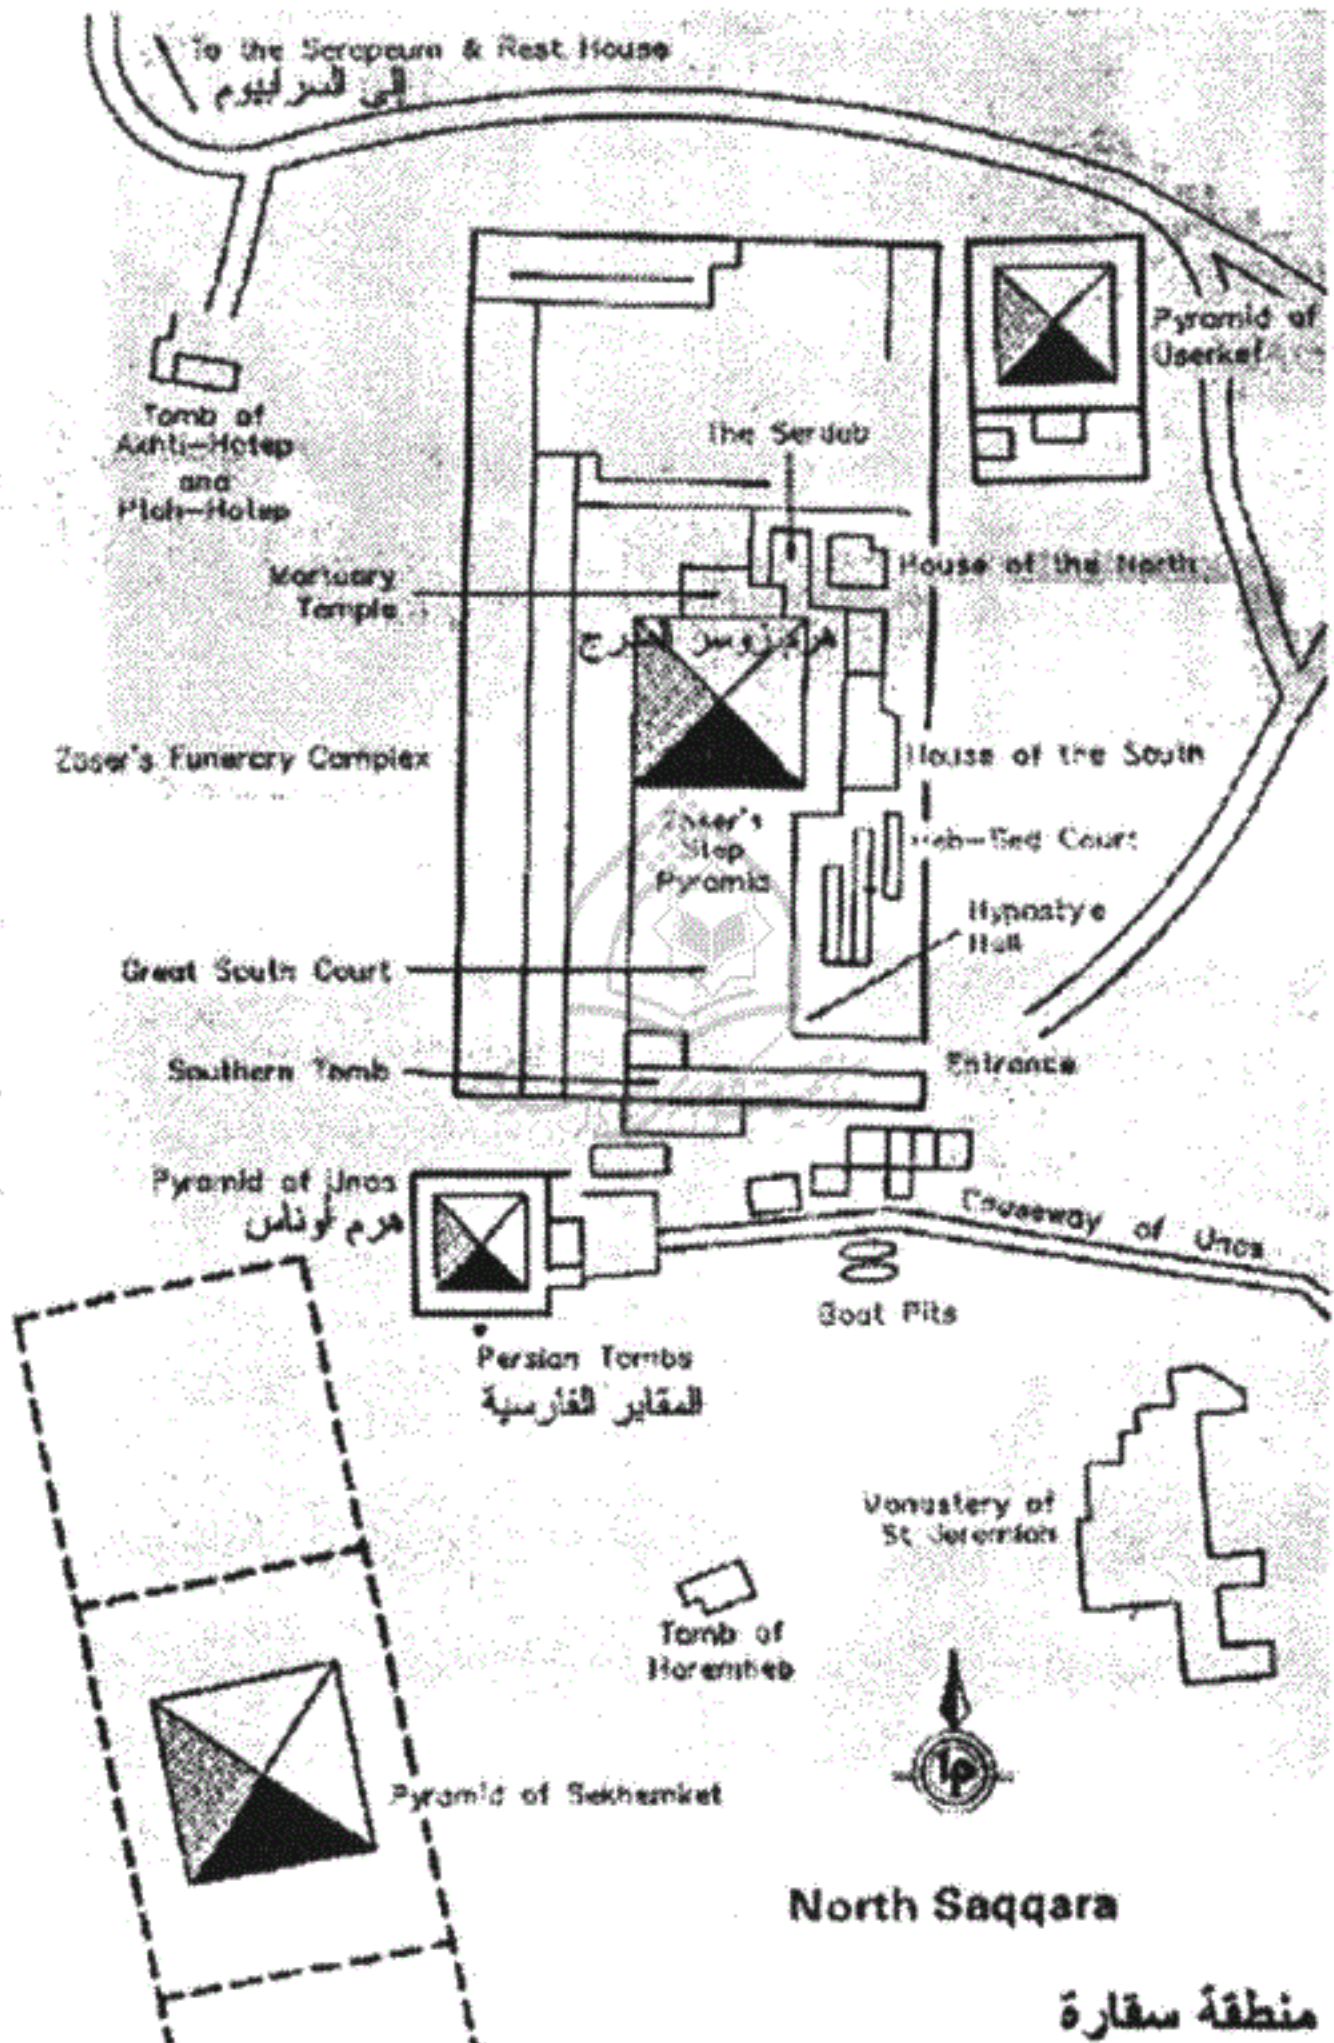 To the Serapeum & Rest House
إلى السرابيوم
Pyramid of
Userkaf
Tomb of
Akhti-Hotep
and
Ptah-Hotep
The Serdab
House of the North
Mortuary
Temple
هرم زوسر المدرج
Zoser's Funerary Complex
House of the South
Zoser's
Step
Pyramid
Heb-Sed Court
Hypostyle
Hall
Great South Court
Southern Tomb
Entrance
Pyramid of Unas
هرم أوناس
Causeway of Unas
Boat Pits
Persian Tombs
المقابر الفارسية
Monastery of
St Jeremiah
Tomb of
Horemheb
Pyramid of Sekhemket
North Saqqara
منطقة سقارة